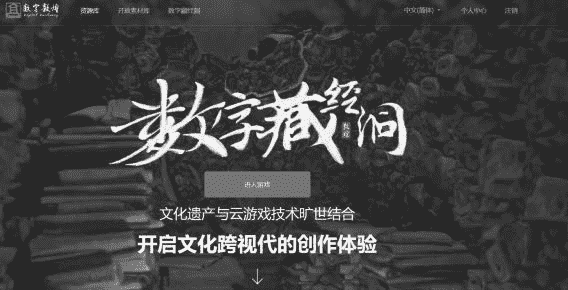 数字敦煌 资源库 开放素材库 数字藏经洞 中文(简体) 个人中心 注销
数字藏经洞
进入游戏
文化遗产与云游戏技术旷世结合
开启文化跨视代的创作体验